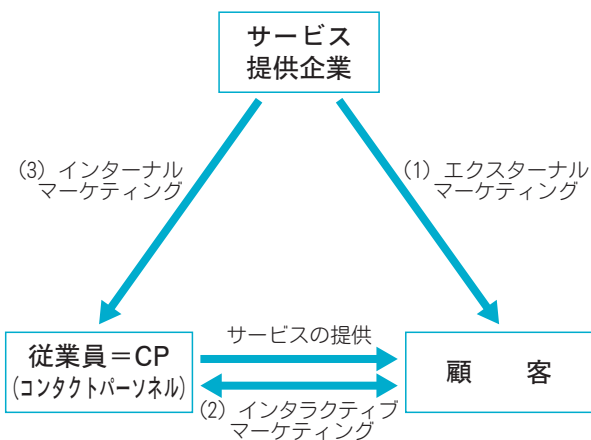 サービス
提供企業
(3) インターナル
マーケティング
(1) エクスターナル
マーケティング
従業員＝CP
(コンタクトパーソネル)
サービスの提供
顧　客
(2) インタラクティブ
マーケティング